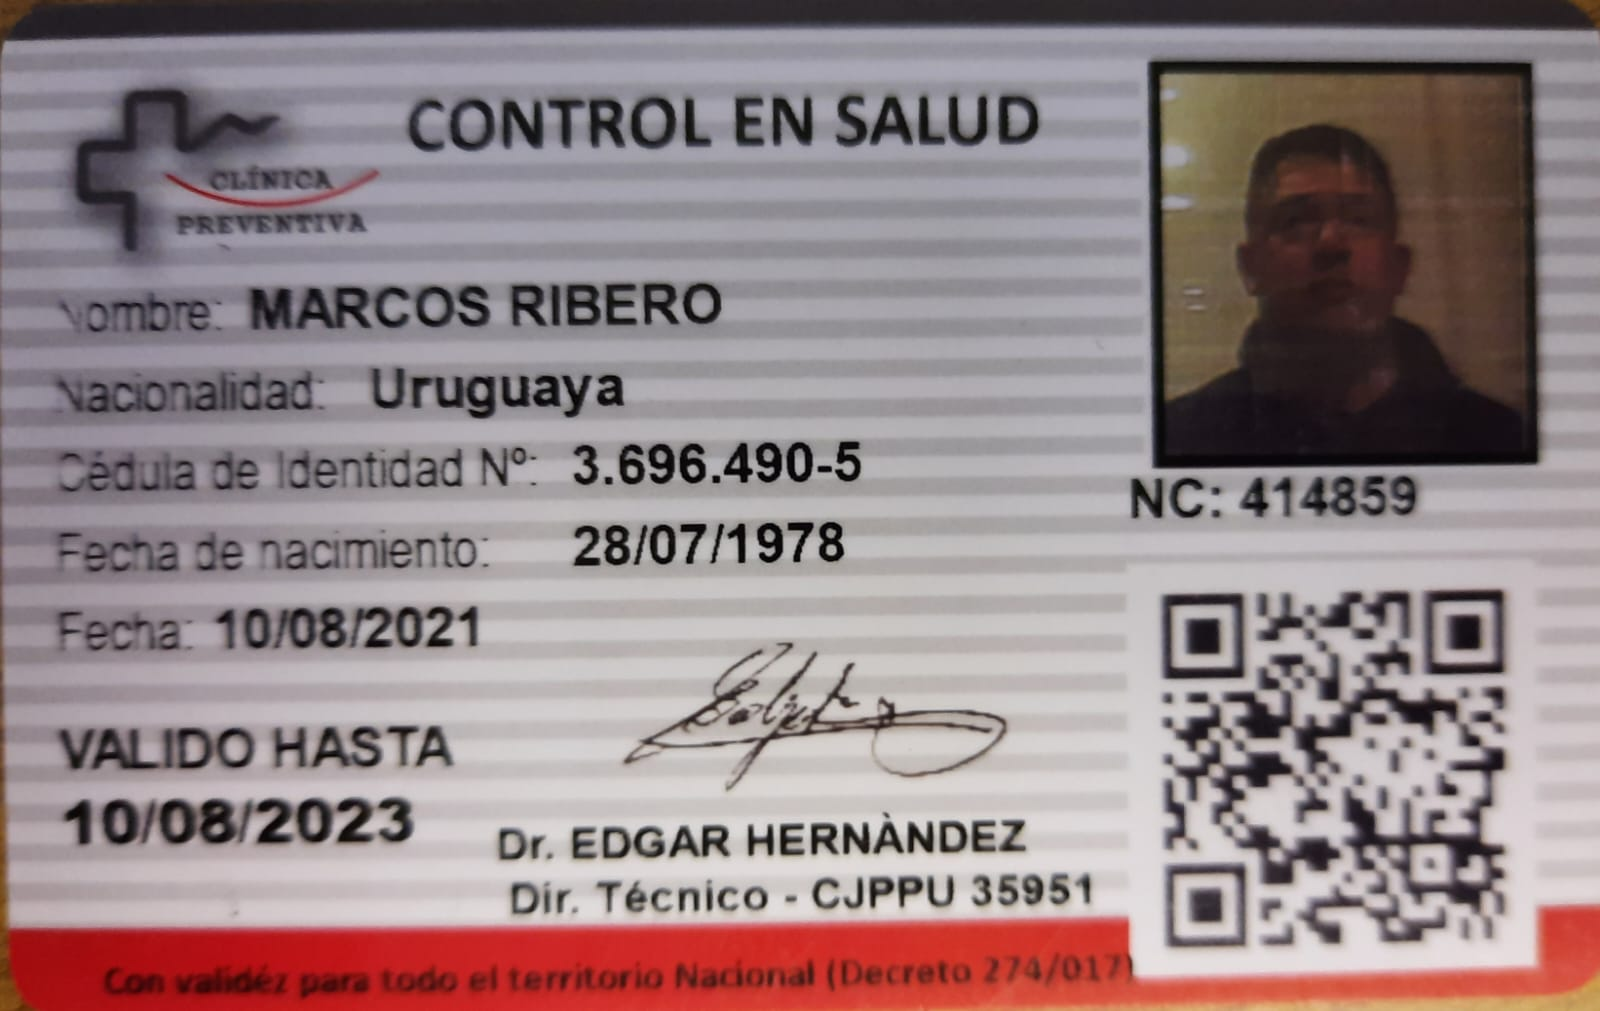 CLÍNICA
PREVENTIVA
CONTROL EN SALUD
Nombre: MARCOS RIBERO
Nacionalidad: Uruguaya
Cédula de Identidad Nº: 3.696.490-5
Fecha de nacimiento: 28/07/1978
Fecha: 10/08/2021
VALIDO HASTA
10/08/2023
NC: 414859
Dr. EDGAR HERNÀNDEZ
Dir. Técnico - CJPPU 35951
Con validéz para todo el territorio Nacional (Decreto 274/017)